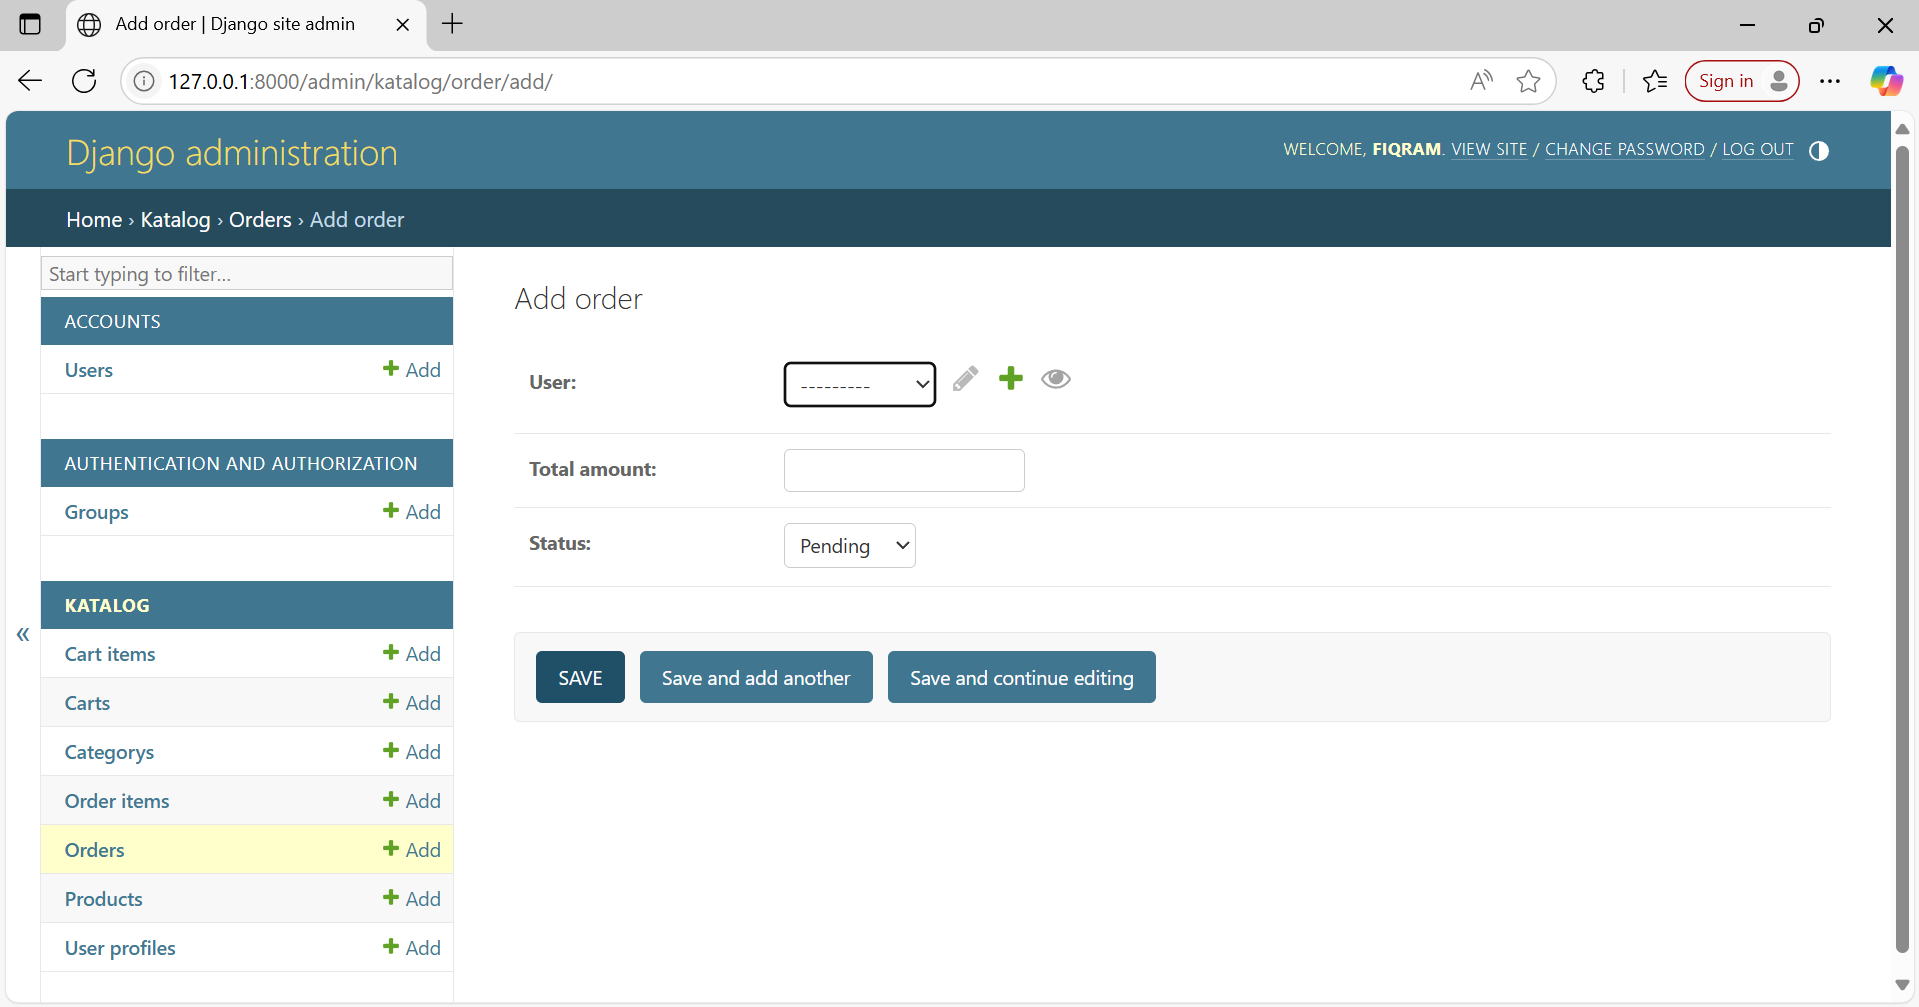 Add order | Django site admin
127.0.0.1:8000/admin/katalog/order/add/
Sign in
Django administration
WELCOME, FIQRAM. VIEW SITE / CHANGE PASSWORD / LOG OUT
Home › Katalog › Orders › Add order
Start typing to filter...
ACCOUNTS
Users Add
AUTHENTICATION AND AUTHORIZATION
Groups Add
KATALOG
Cart items Add
Carts Add
Categorys Add
Order items Add
Orders Add
Products Add
User profiles Add
«
Add order
User: ---------
Total amount:
Status: Pending
SAVE Save and add another Save and continue editing